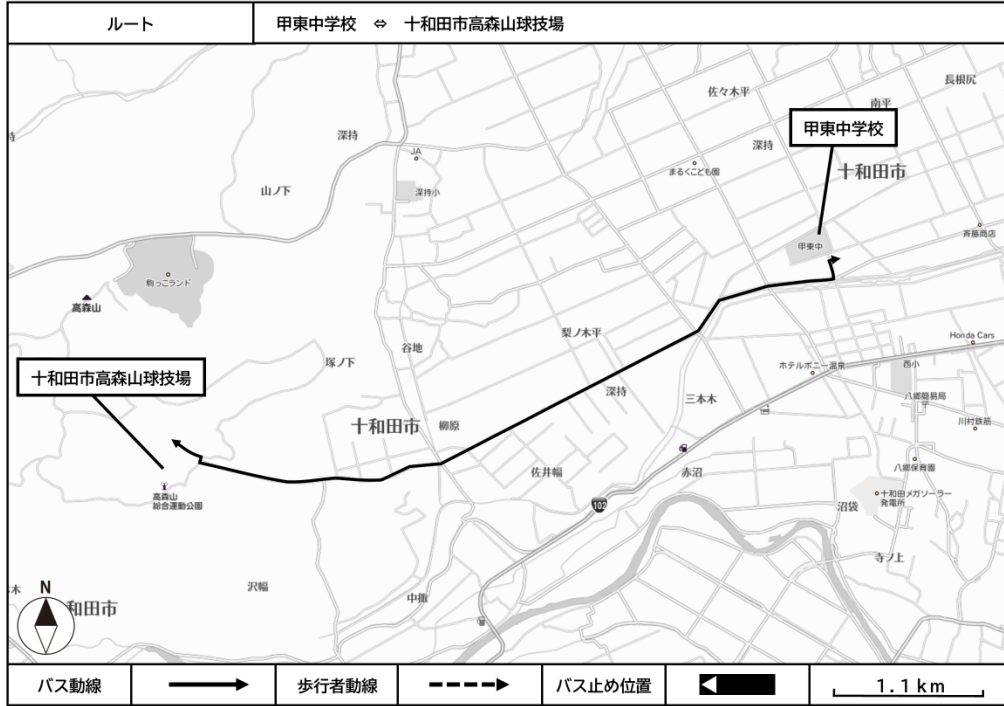 ルート
甲東中学校 ⇔ 十和田市高森山球技場
長根尻
佐々木平
南平
深持
甲東中学校
深持
JA
まるくこども園
十和田市
山ノ下
深持小
斉藤商店
甲東中
駒っこランド
高森山
梨ノ木平
Honda Cars
谷地
塚ノ下
ホテルポニー温泉
西小
十和田市高森山球技場
深持
三本木
八郷簡易局
十和田市
柳原
川村鉄筋
佐井幅
赤沼
八郷保育園
高森山
総合運動公園
十和田メガソーラー
発電所
102
沼袋
寺ノ上
沢幅
中掫
N
木
和田市
バス動線
歩行者動線
バス止め位置
1.1km